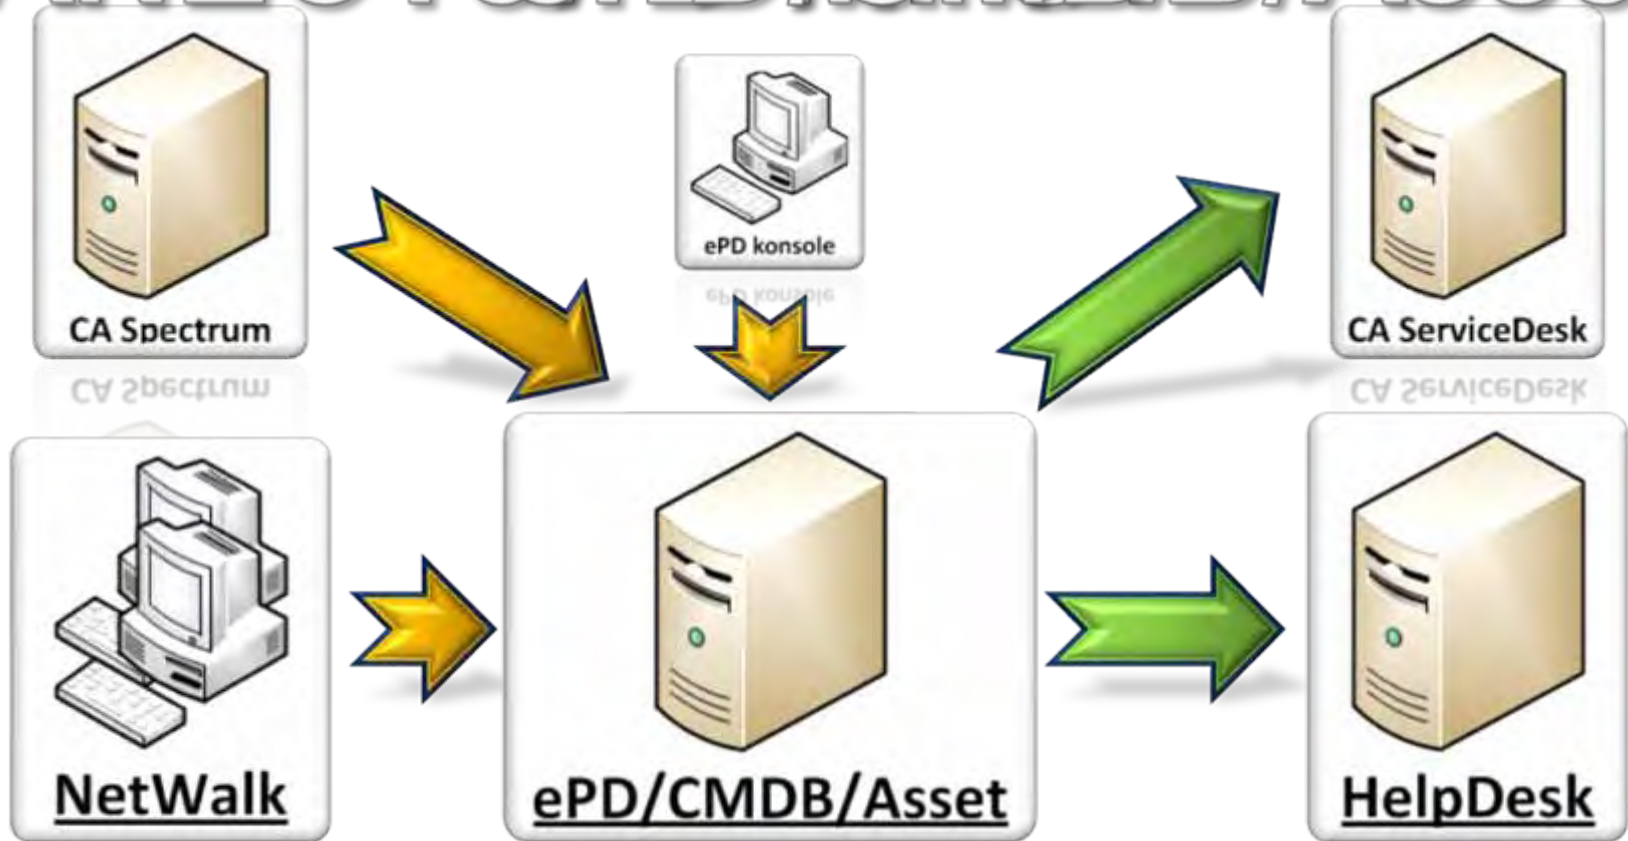 CA Spectrum
ePD konsole
CA ServiceDesk
NetWalk
ePD/CMDB/Asset
HelpDesk